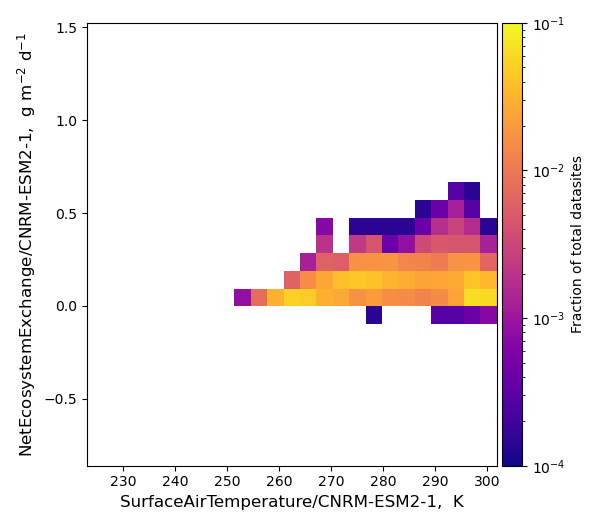 1.5
1.0
0.5
0.0
−0.5
230 240 250 260 270 280 290 300
SurfaceAirTemperature/CNRM-ESM2-1, K
NetEcosystemExchange/CNRM-ESM2-1, g m⁻² d⁻¹
10⁻¹
10⁻²
10⁻³
10⁻⁴
Fraction of total datasites